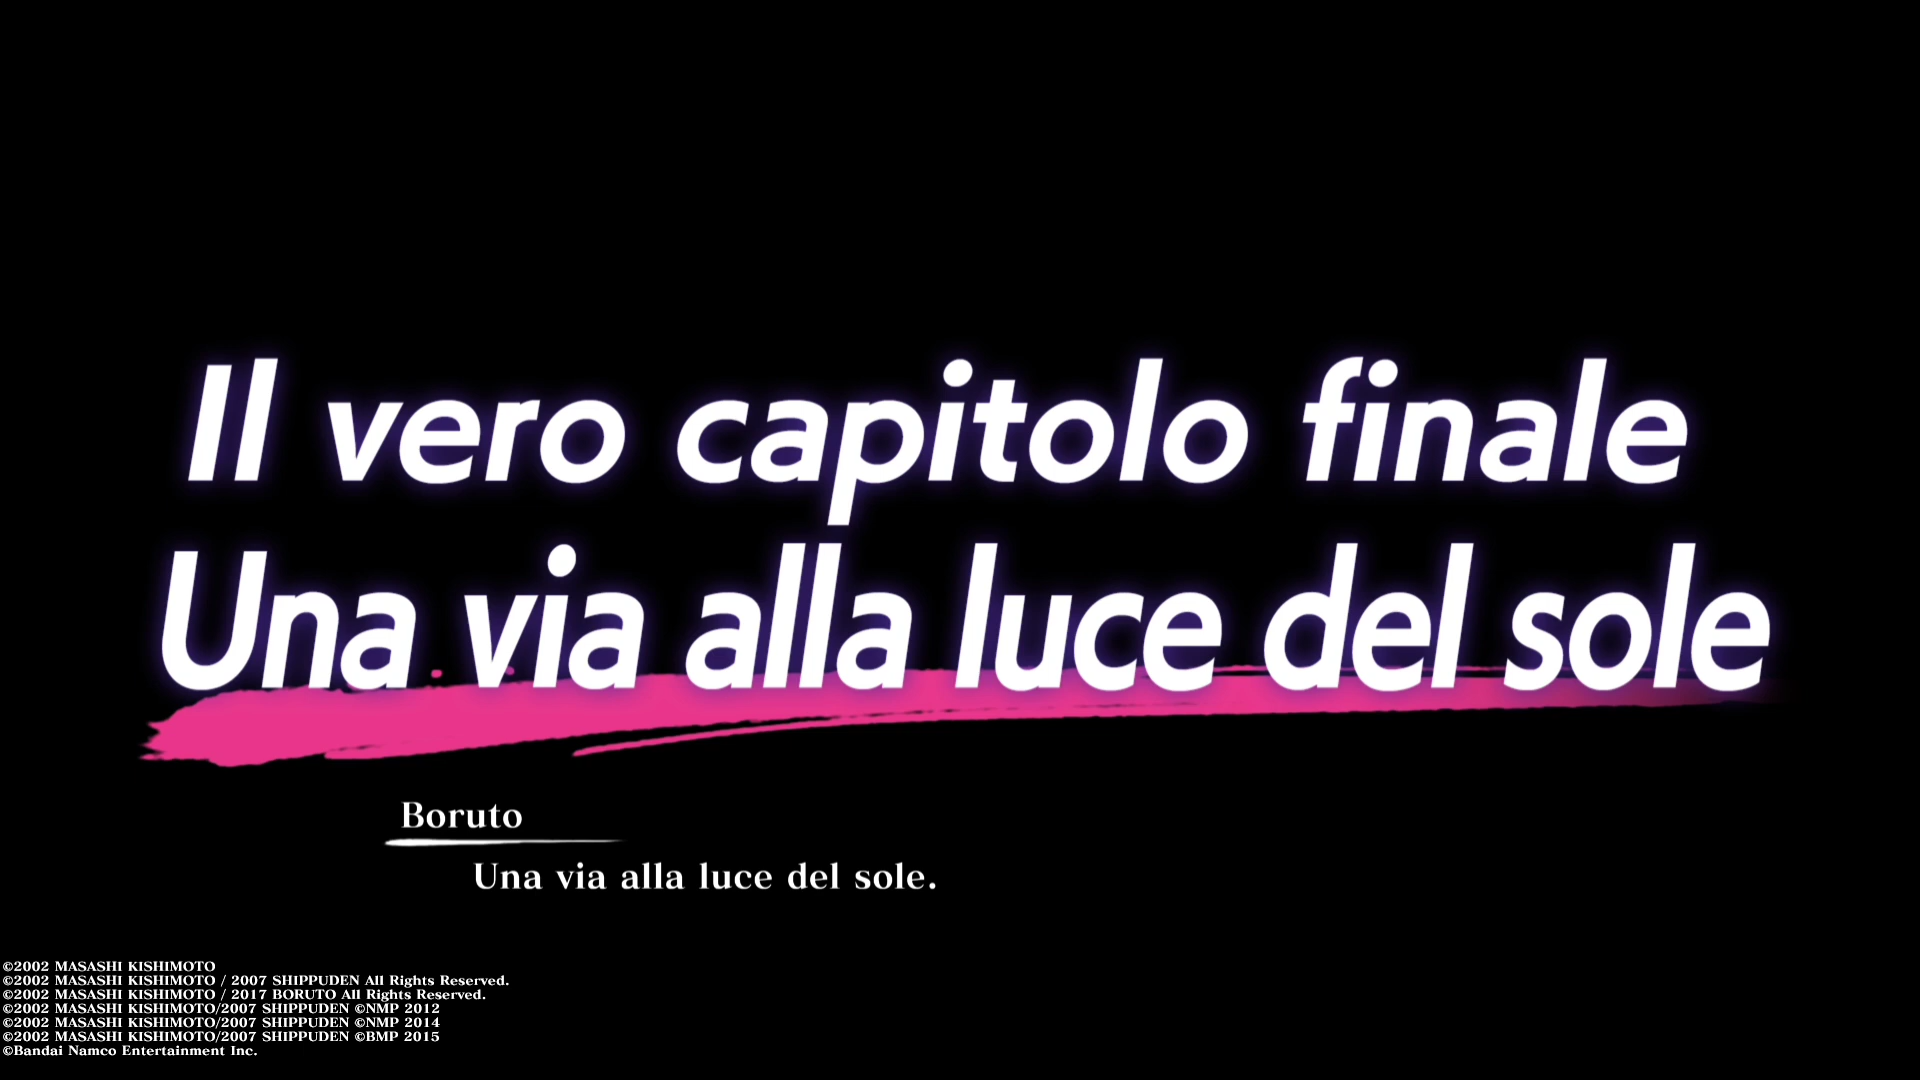 Il vero capitolo finale
Una via alla luce del sole
Boruto
Una via alla luce del sole.
©2002 MASASHI KISHIMOTO
©2002 MASASHI KISHIMOTO / 2007 SHIPPUDEN All Rights Reserved.
©2002 MASASHI KISHIMOTO / 2017 BORUTO All Rights Reserved.
©2002 MASASHI KISHIMOTO/2007 SHIPPUDEN ©NMP 2012
©2002 MASASHI KISHIMOTO/2007 SHIPPUDEN ©NMP 2014
©2002 MASASHI KISHIMOTO/2007 SHIPPUDEN ©BMP 2015
©Bandai Namco Entertainment Inc.